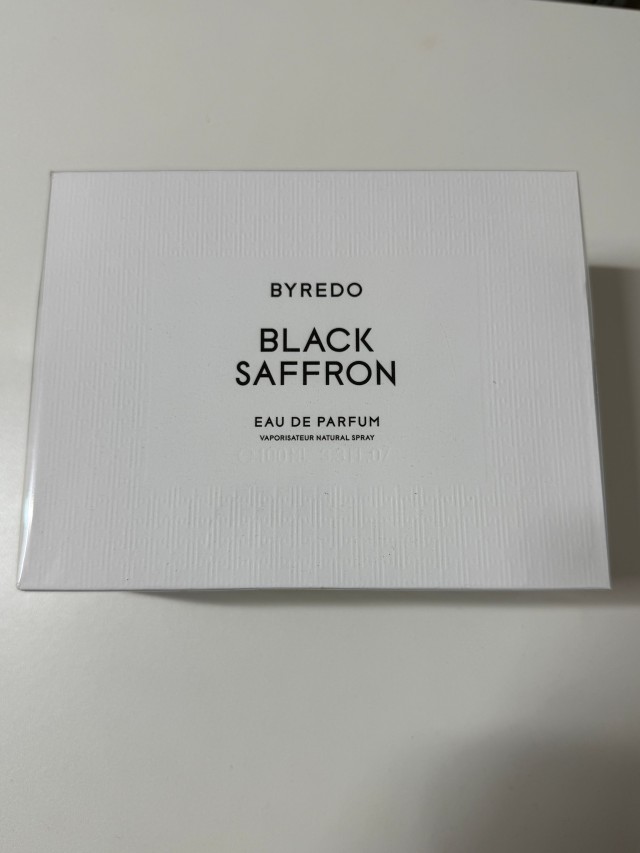 BYREDO
BLACK
SAFFRON
EAU DE PARFUM
VAPORISATEUR NATURAL SPRAY